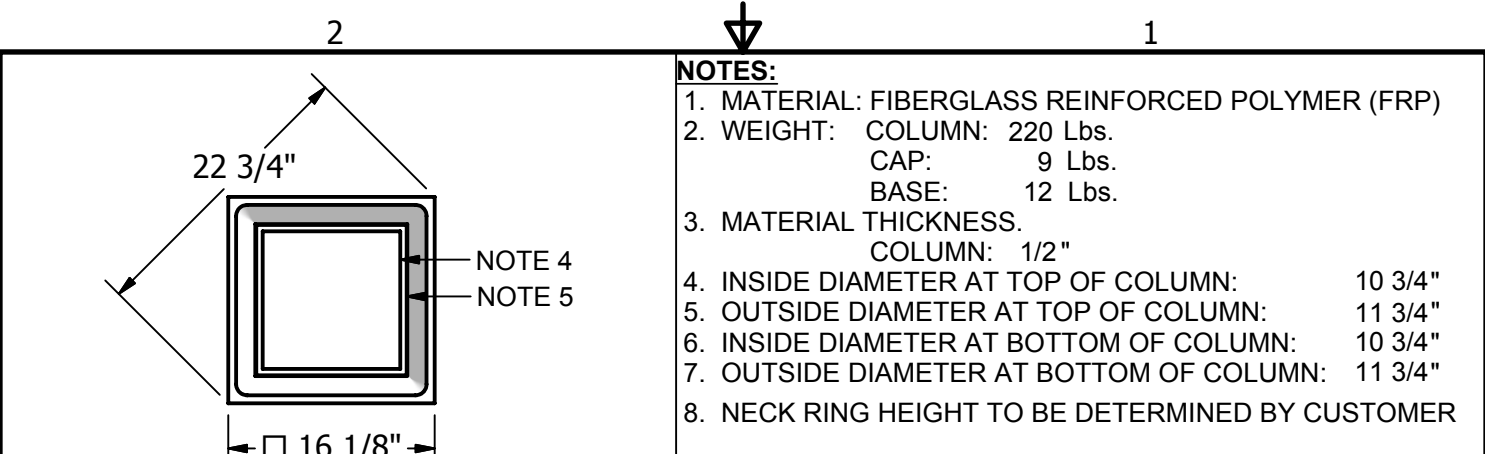 2
1
22 3/4"
NOTE 4
NOTE 5
□ 16 1/8"
NOTES:
1. MATERIAL: FIBERGLASS REINFORCED POLYMER (FRP)
2. WEIGHT: COLUMN: 220 Lbs.
CAP: 9 Lbs.
BASE: 12 Lbs.
3. MATERIAL THICKNESS.
COLUMN: 1/2"
4. INSIDE DIAMETER AT TOP OF COLUMN: 10 3/4"
5. OUTSIDE DIAMETER AT TOP OF COLUMN: 11 3/4"
6. INSIDE DIAMETER AT BOTTOM OF COLUMN: 10 3/4"
7. OUTSIDE DIAMETER AT BOTTOM OF COLUMN: 11 3/4"
8. NECK RING HEIGHT TO BE DETERMINED BY CUSTOMER